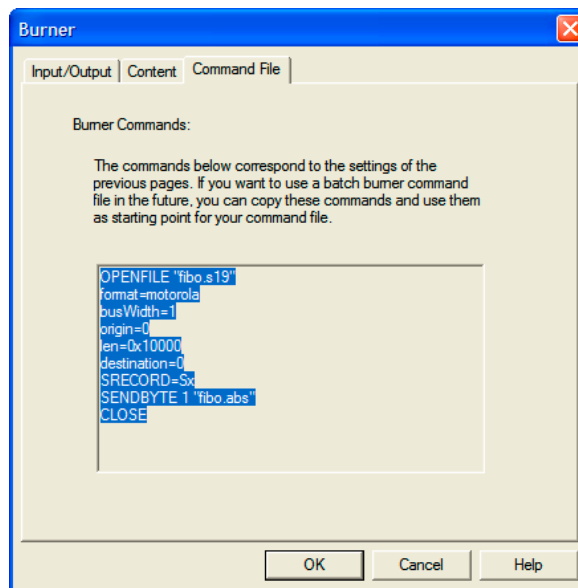 Burner
Input/Output Content Command File
Burner Commands:
The commands below correspond to the settings of the
previous pages. If you want to use a batch burner command
file in the future, you can copy these commands and use them
as starting point for your command file.
OPENFILE "fibo.s19"
format=motorola
busWidth=1
origin=0
len=0x10000
destination=0
SRECORD=Sx
SENDBYTE 1 "fibo.abs"
CLOSE
OK Cancel Help